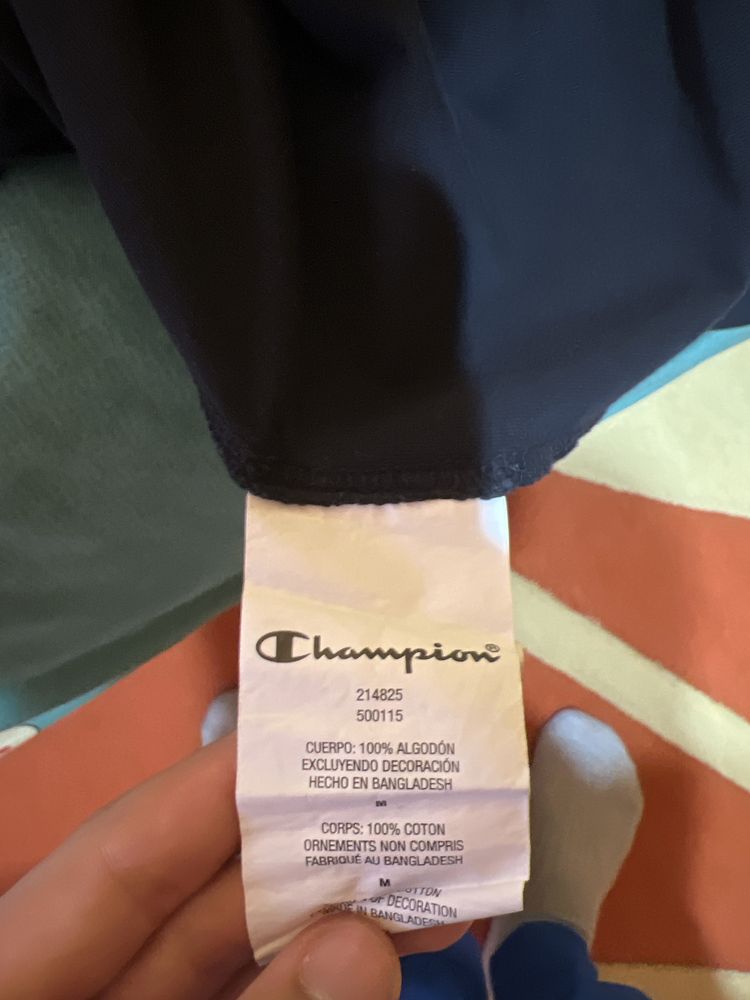 Champion®
214825
500115
CUERPO: 100% ALGODÓN
EXCLUYENDO DECORACIÓN
HECHO EN BANGLADESH
M
CORPS: 100% COTON
ORNEMENTS NON COMPRIS
FABRIQUÉ AU BANGLADESH
M
OF DECORATION
MADE IN BANGLADESH